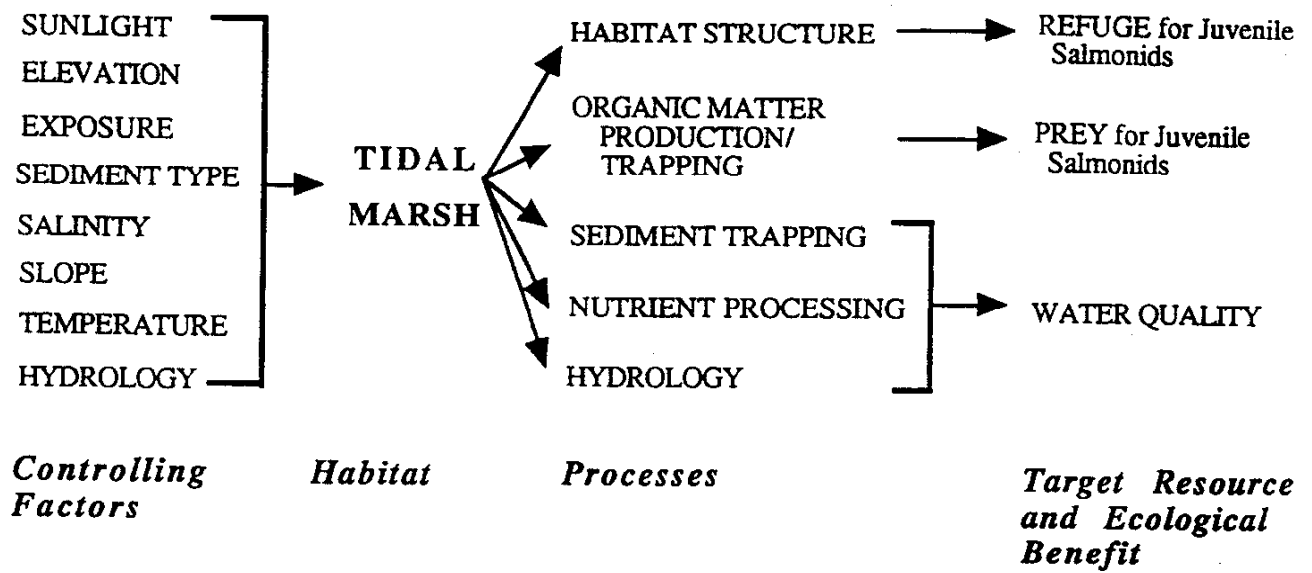 SUNLIGHT
ELEVATION
EXPOSURE
SEDIMENT TYPE
SALINITY
SLOPE
TEMPERATURE
HYDROLOGY
TIDAL
MARSH
HABITAT STRUCTURE
ORGANIC MATTER
PRODUCTION/
TRAPPING
SEDIMENT TRAPPING
NUTRIENT PROCESSING
HYDROLOGY
REFUGE for Juvenile
Salmonids
PREY for Juvenile
Salmonids
WATER QUALITY
Controlling
Factors
Habitat
Processes
Target Resource
and Ecological
Benefit